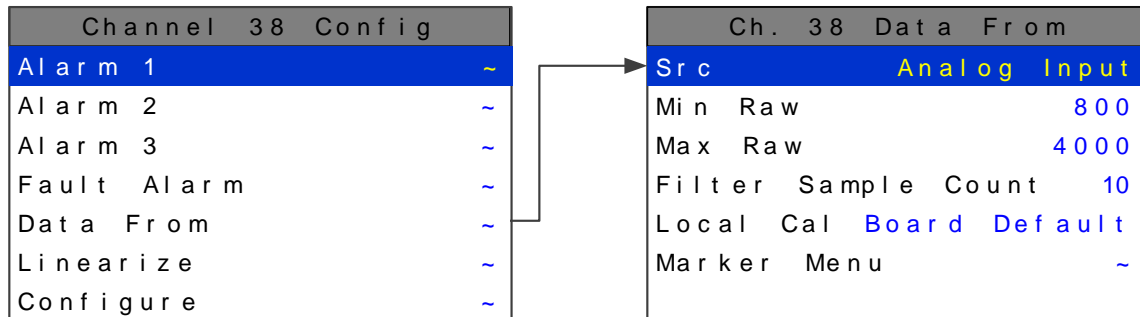 Channel 38 Config
Alarm 1 ~
Alarm 2 ~
Alarm 3 ~
Fault Alarm ~
Data From ~
Linearize ~
Configure ~
Ch. 38 Data From
Src Analog Input
Min Raw 800
Max Raw 4000
Filter Sample Count 10
Local Cal Board Default
Marker Menu ~